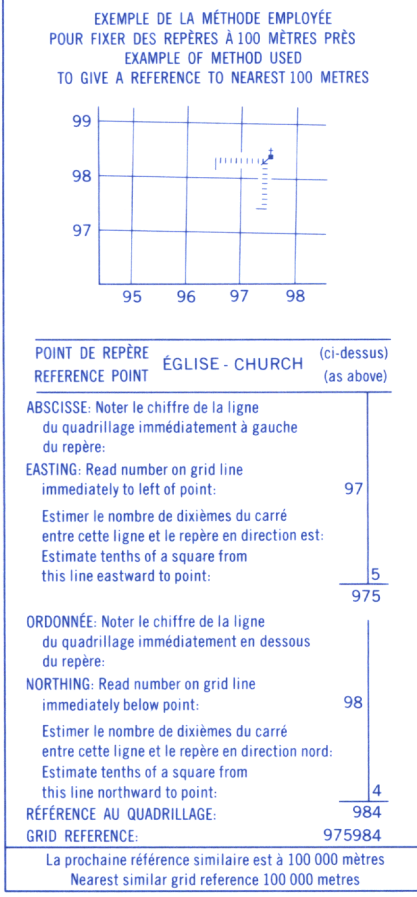 EXEMPLE DE LA MÉTHODE EMPLOYÉE
POUR FIXER DES REPÈRES À 100 MÈTRES PRÈS
EXAMPLE OF METHOD USED
TO GIVE A REFERENCE TO NEAREST 100 METRES
99
98
97
95 96 97 98
POINT DE REPÈRE
REFERENCE POINT
ÉGLISE - CHURCH
(ci-dessus)
(as above)
ABSCISSE: Noter le chiffre de la ligne
du quadrillage immédiatement à gauche
du repère:
EASTING: Read number on grid line
immediately to left of point: 97
Estimer le nombre de dixièmes du carré
entre cette ligne et le repère en direction est:
Estimate tenths of a square from
this line eastward to point: 5
975
ORDONNÉE: Noter le chiffre de la ligne
du quadrillage immédiatement en dessous
du repère:
NORTHING: Read number on grid line
immediately below point: 98
Estimer le nombre de dixièmes du carré
entre cette ligne et le repère en direction nord:
Estimate tenths of a square from
this line northward to point: 4
RÉFÉRENCE AU QUADRILLAGE: 984
GRID REFERENCE: 975984
La prochaine référence similaire est à 100 000 mètres
Nearest similar grid reference 100 000 metres